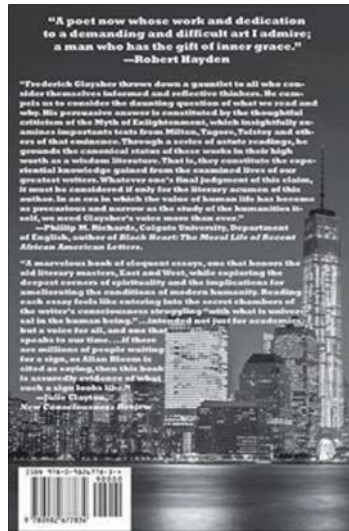 “A poet now whose work and dedication
to a demanding and difficult art I admire;
a man who has the gift of inner grace.”
—Robert Hayden
“Frederick Glaysher throws down a gauntlet to all who con-
sider themselves informed and reflective thinkers. He com-
pels us to consider the daunting question of what we read and
why. His persuasive answer is constituted by the thoughtful
criticism of the Myth of Enlightenment, which insightfully ex-
amines important texts from Milton, Tagore, Tolstoy and oth-
ers of that eminence. Through a series of astute readings, he
grounds the canonical status of these works in their high
worth as a wisdom literature. That is, they constitute the expe-
riential knowledge gained from the examined lives of our
greatest writers. Whatever one's final judgment of this claim,
it must be considered if only for the literary acumen of this
author. In an era in which the value of human life has become
as precarious and narrow as the study of the humanities it-
self, we need Glaysher's voice more than ever.”
—Phillip M. Richards, Colgate University, Department
of English, author of Black Heart: The Moral Life of Recent
African American Letters.
“A marvelous book of eloquent essays, one that honors the
old literary masters, East and West, while exploring the
deepest corners of spirituality and the implications for
ameliorating the conditions of modern humanity. Reading
each essay feels like entering into the secret chambers of
the writer's consciousness struggling “with what is univer-
sal in the human being.”...intended not just for academics,
but a voice for all, and one that
speaks to our time.....if there
are millions of people waiting
for a sign, as Allan Bloom is
cited as saying, then this book
is assuredly evidence of what
such a sign looks like.”
—Julie Clayton,
New Consciousness Review
ISBN 978-0-9826778-3-4
90000
9 780982 677834